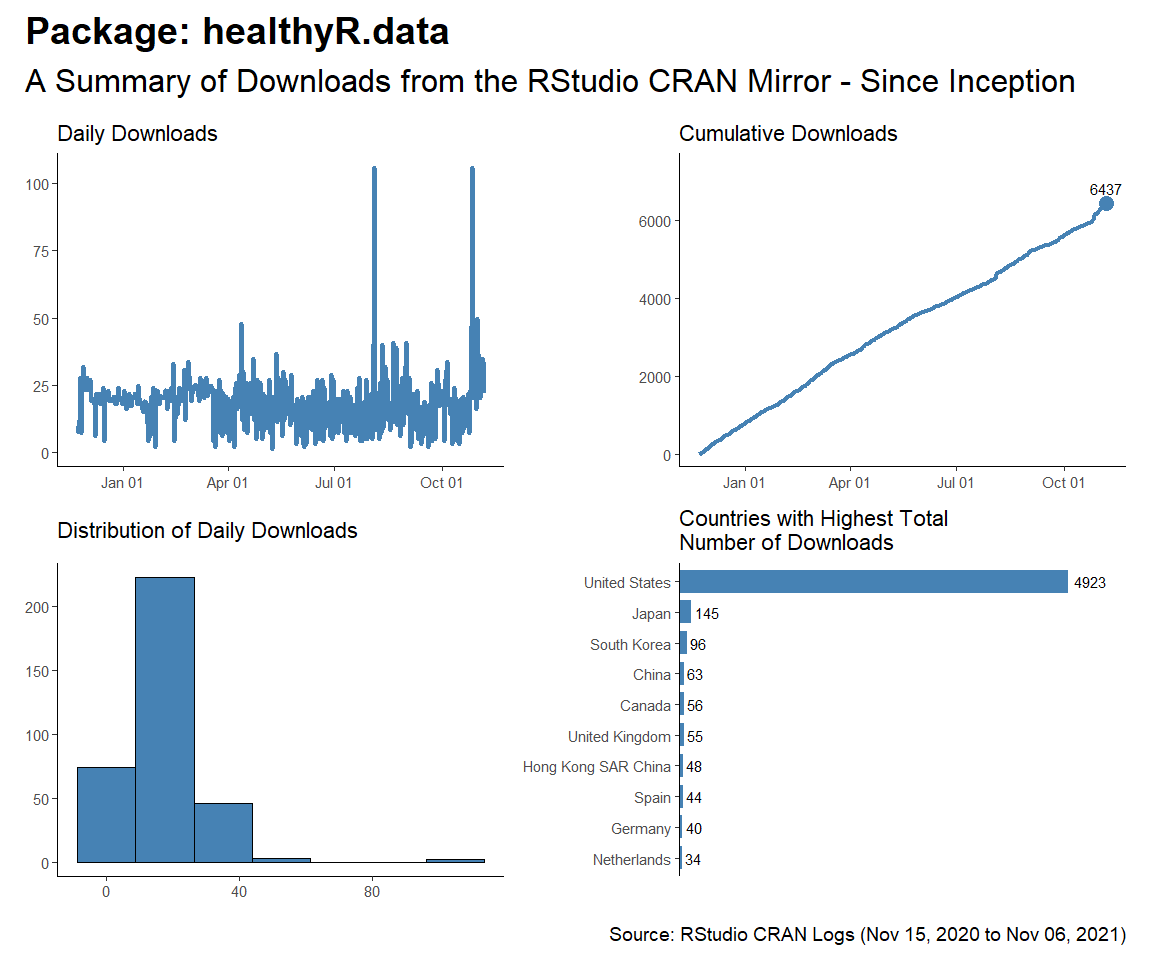 Package: healthyR.data
A Summary of Downloads from the RStudio CRAN Mirror - Since Inception
Daily Downloads
100
75
50
25
0
Jan 01 Apr 01 Jul 01 Oct 01
Cumulative Downloads
6437
6000
4000
2000
0
Jan 01 Apr 01 Jul 01 Oct 01
Distribution of Daily Downloads
200
150
100
50
0
0 40 80
Countries with Highest Total
Number of Downloads
United States 4923
Japan 145
South Korea 96
China 63
Canada 56
United Kingdom 55
Hong Kong SAR China 48
Spain 44
Germany 40
Netherlands 34
Source: RStudio CRAN Logs (Nov 15, 2020 to Nov 06, 2021)